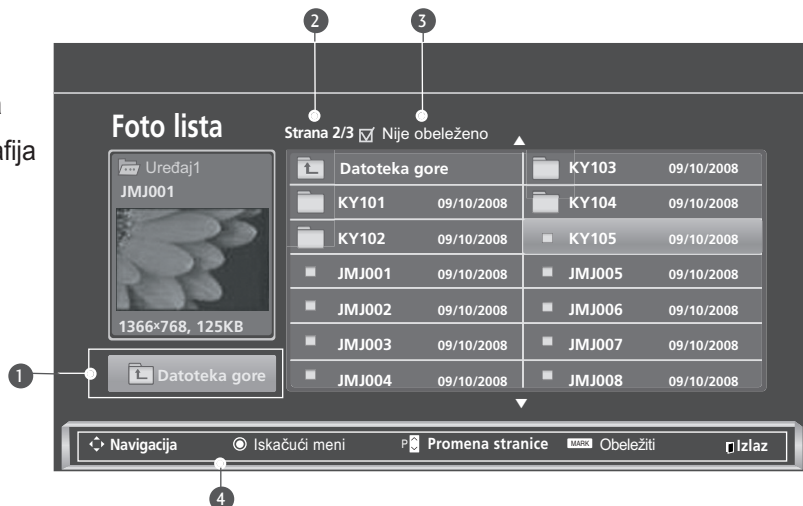 2
3
afija
Foto lista
Strana 2/3 Nije obeleženo
Uređaj1
JMJ001
1366x768, 125KB
Datoteka gore
Datoteka gore
KY101 09/10/2008
KY102 09/10/2008
JMJ001 09/10/2008
JMJ002 09/10/2008
JMJ003 09/10/2008
JMJ004 09/10/2008
KY103 09/10/2008
KY104 09/10/2008
KY105 09/10/2008
JMJ005 09/10/2008
JMJ006 09/10/2008
JMJ007 09/10/2008
JMJ008 09/10/2008
1
Navigacija Iskačući meni P Promena stranice MARK Obeležiti Izlaz
4